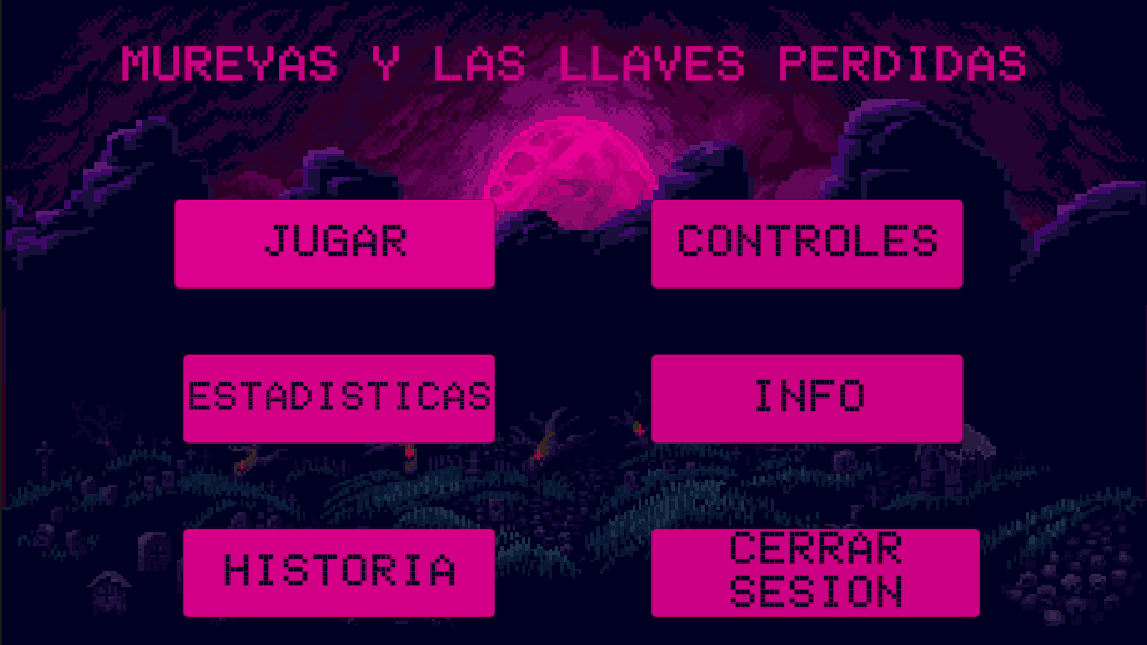 MUREYAS Y LAS LLAVES PERDIDAS
JUGAR
CONTROLES
ESTADISTICAS
INFO
HISTORIA
CERRAR
SESION